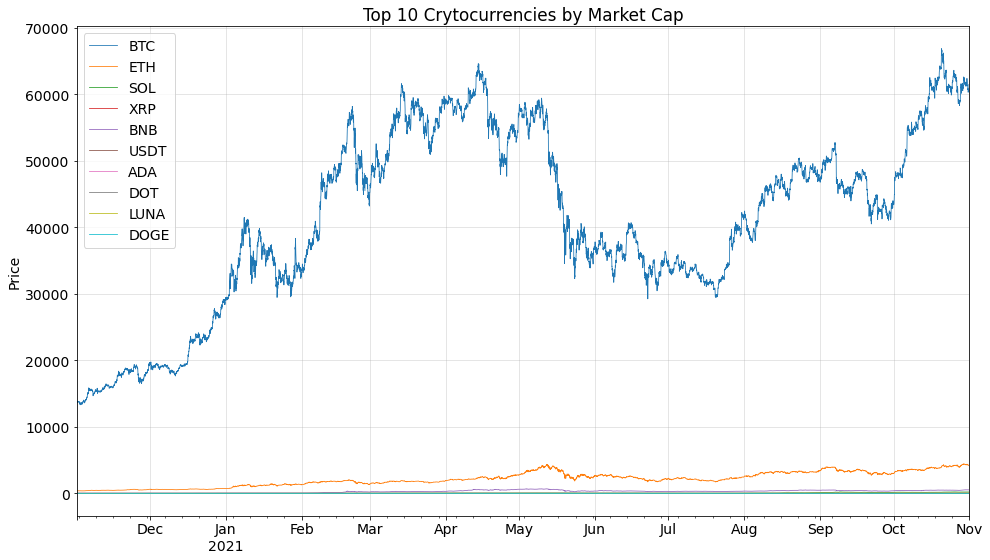 Top 10 Crytocurrencies by Market Cap
70000
60000
50000
40000
30000
20000
10000
0
Price
BTC
ETH
SOL
XRP
BNB
USDT
ADA
DOT
LUNA
DOGE
Dec Jan Feb Mar Apr May Jun Jul Aug Sep Oct Nov
2021